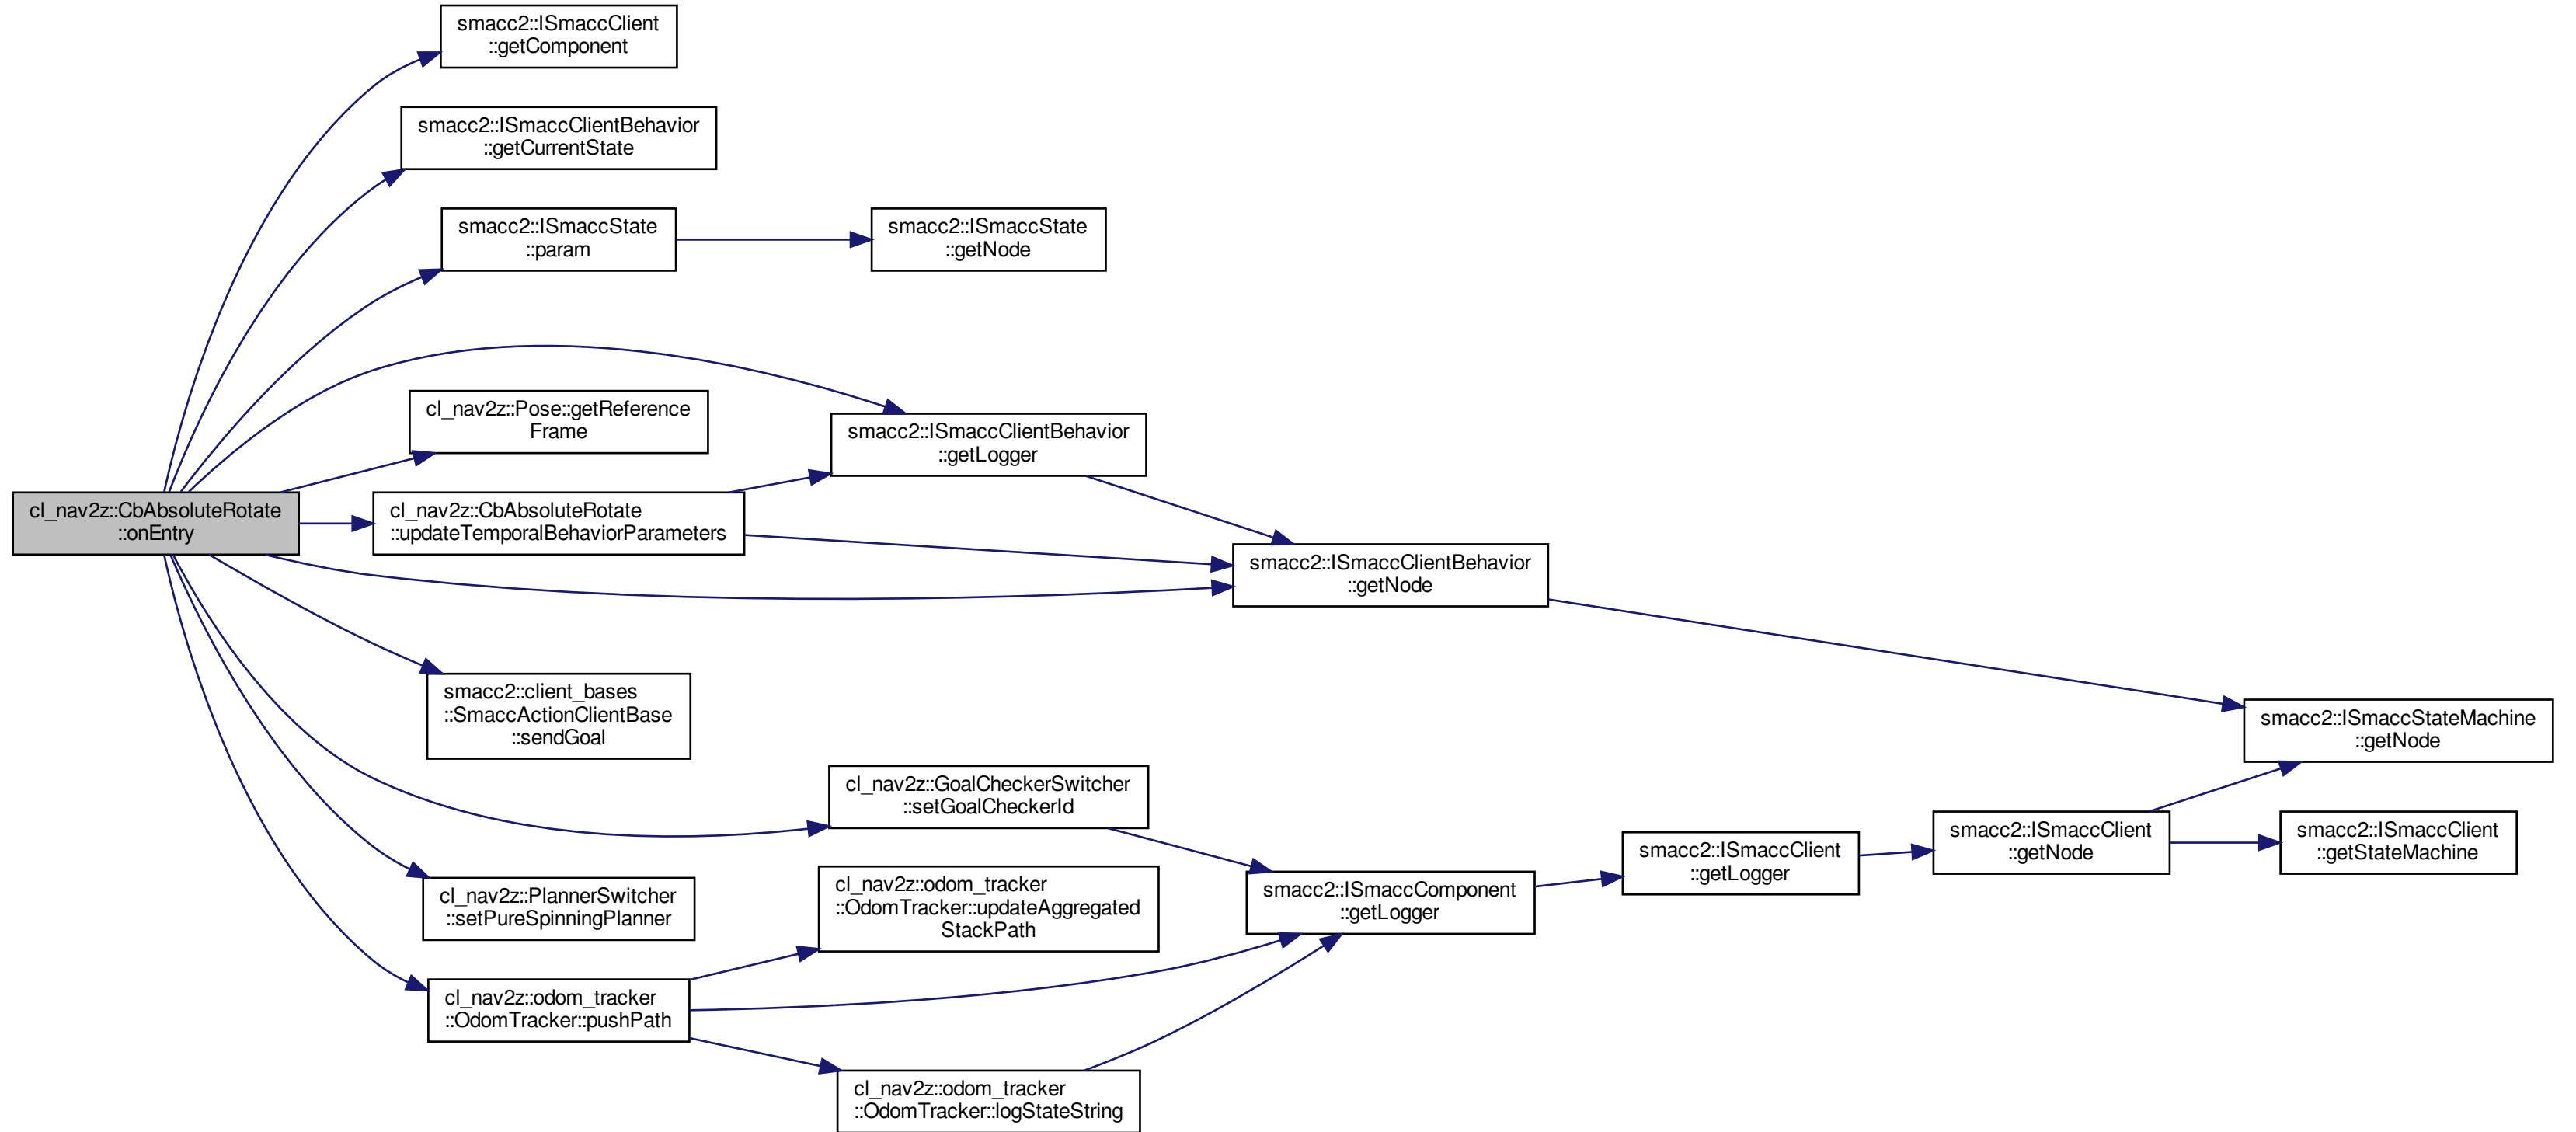 smacc2::ISmaccClient
::getComponent
smacc2::ISmaccClientBehavior
::getCurrentState
smacc2::ISmaccState
::param
smacc2::ISmaccState
::getNode
cl_nav2z::Pose::getReference
Frame
smacc2::ISmaccClientBehavior
::getLogger
cl_nav2z::CbAbsoluteRotate
::onEntry
cl_nav2z::CbAbsoluteRotate
::updateTemporalBehaviorParameters
smacc2::ISmaccClientBehavior
::getNode
smacc2::client_bases
::SmaccActionClientBase
::sendGoal
smacc2::ISmaccStateMachine
::getNode
cl_nav2z::GoalCheckerSwitcher
::setGoalCheckerId
smacc2::ISmaccClient
::getLogger
smacc2::ISmaccClient
::getNode
smacc2::ISmaccClient
::getStateMachine
cl_nav2z::PlannerSwitcher
::setPureSpinningPlanner
cl_nav2z::odom_tracker
::OdomTracker::updateAggregated
StackPath
smacc2::ISmaccComponent
::getLogger
cl_nav2z::odom_tracker
::OdomTracker::pushPath
cl_nav2z::odom_tracker
::OdomTracker::logStateString